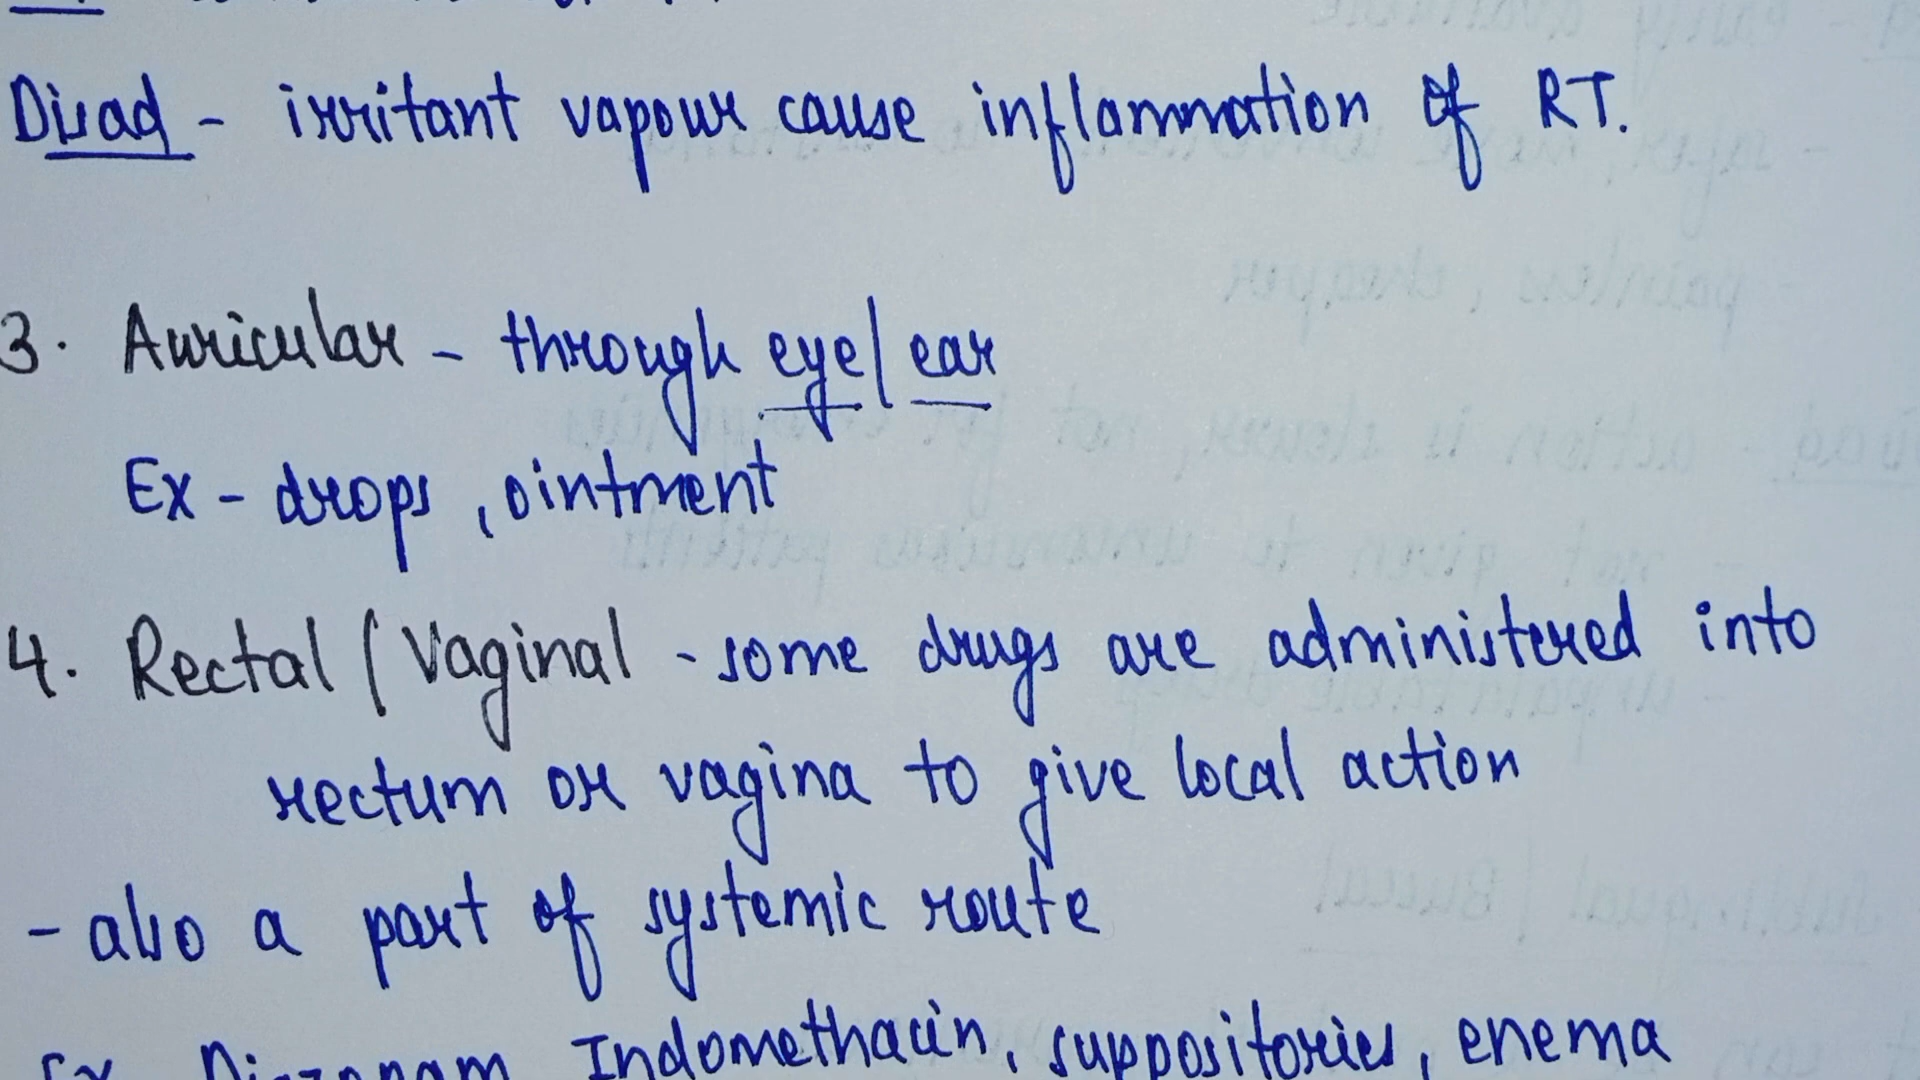 Disad - irritant vapour cause inflammation of RT.
3. Auricular - through eye/ear
Ex - drops, ointment
4. Rectal / Vaginal - some drugs are administered into
rectum or vagina to give local action
- also a part of systemic route
Ex Diazepam Indomethacin, suppositories, enema